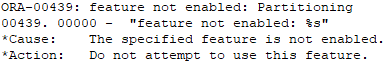 ORA-00439: feature not enabled: Partitioning
00439. 00000 -  "feature not enabled: %s"
*Cause:    The specified feature is not enabled.
*Action:   Do not attempt to use this feature.